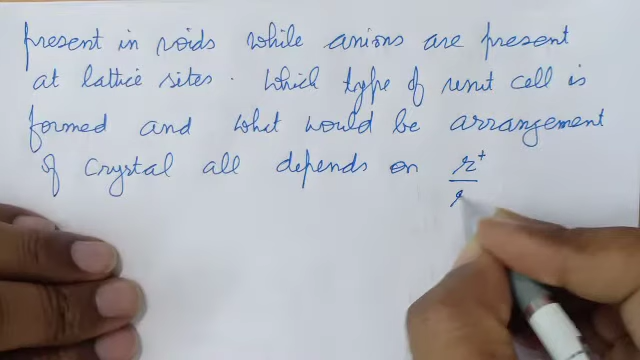 present in voids while anions are present
at lattice sites. Which type of unit cell is
formed and what would be arrangement
of crystal all depends on r⁺
r